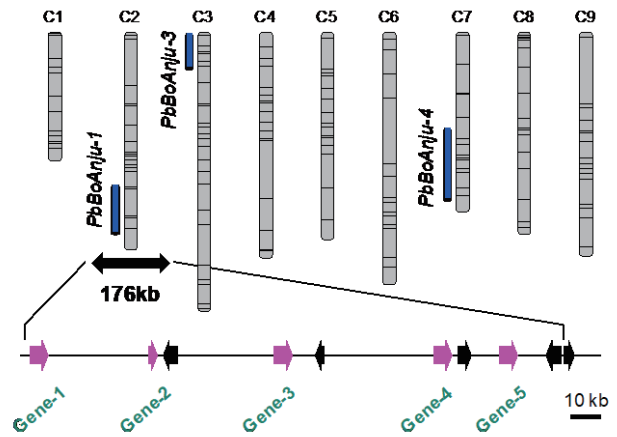 C1 C2 C3 C4 C5 C6 C7 C8 C9
PbBoAnju-3
PbBoAnju-1
PbBoAnju-4
176kb
Gene-1 Gene-2 Gene-3 Gene-4 Gene-5
10 kb